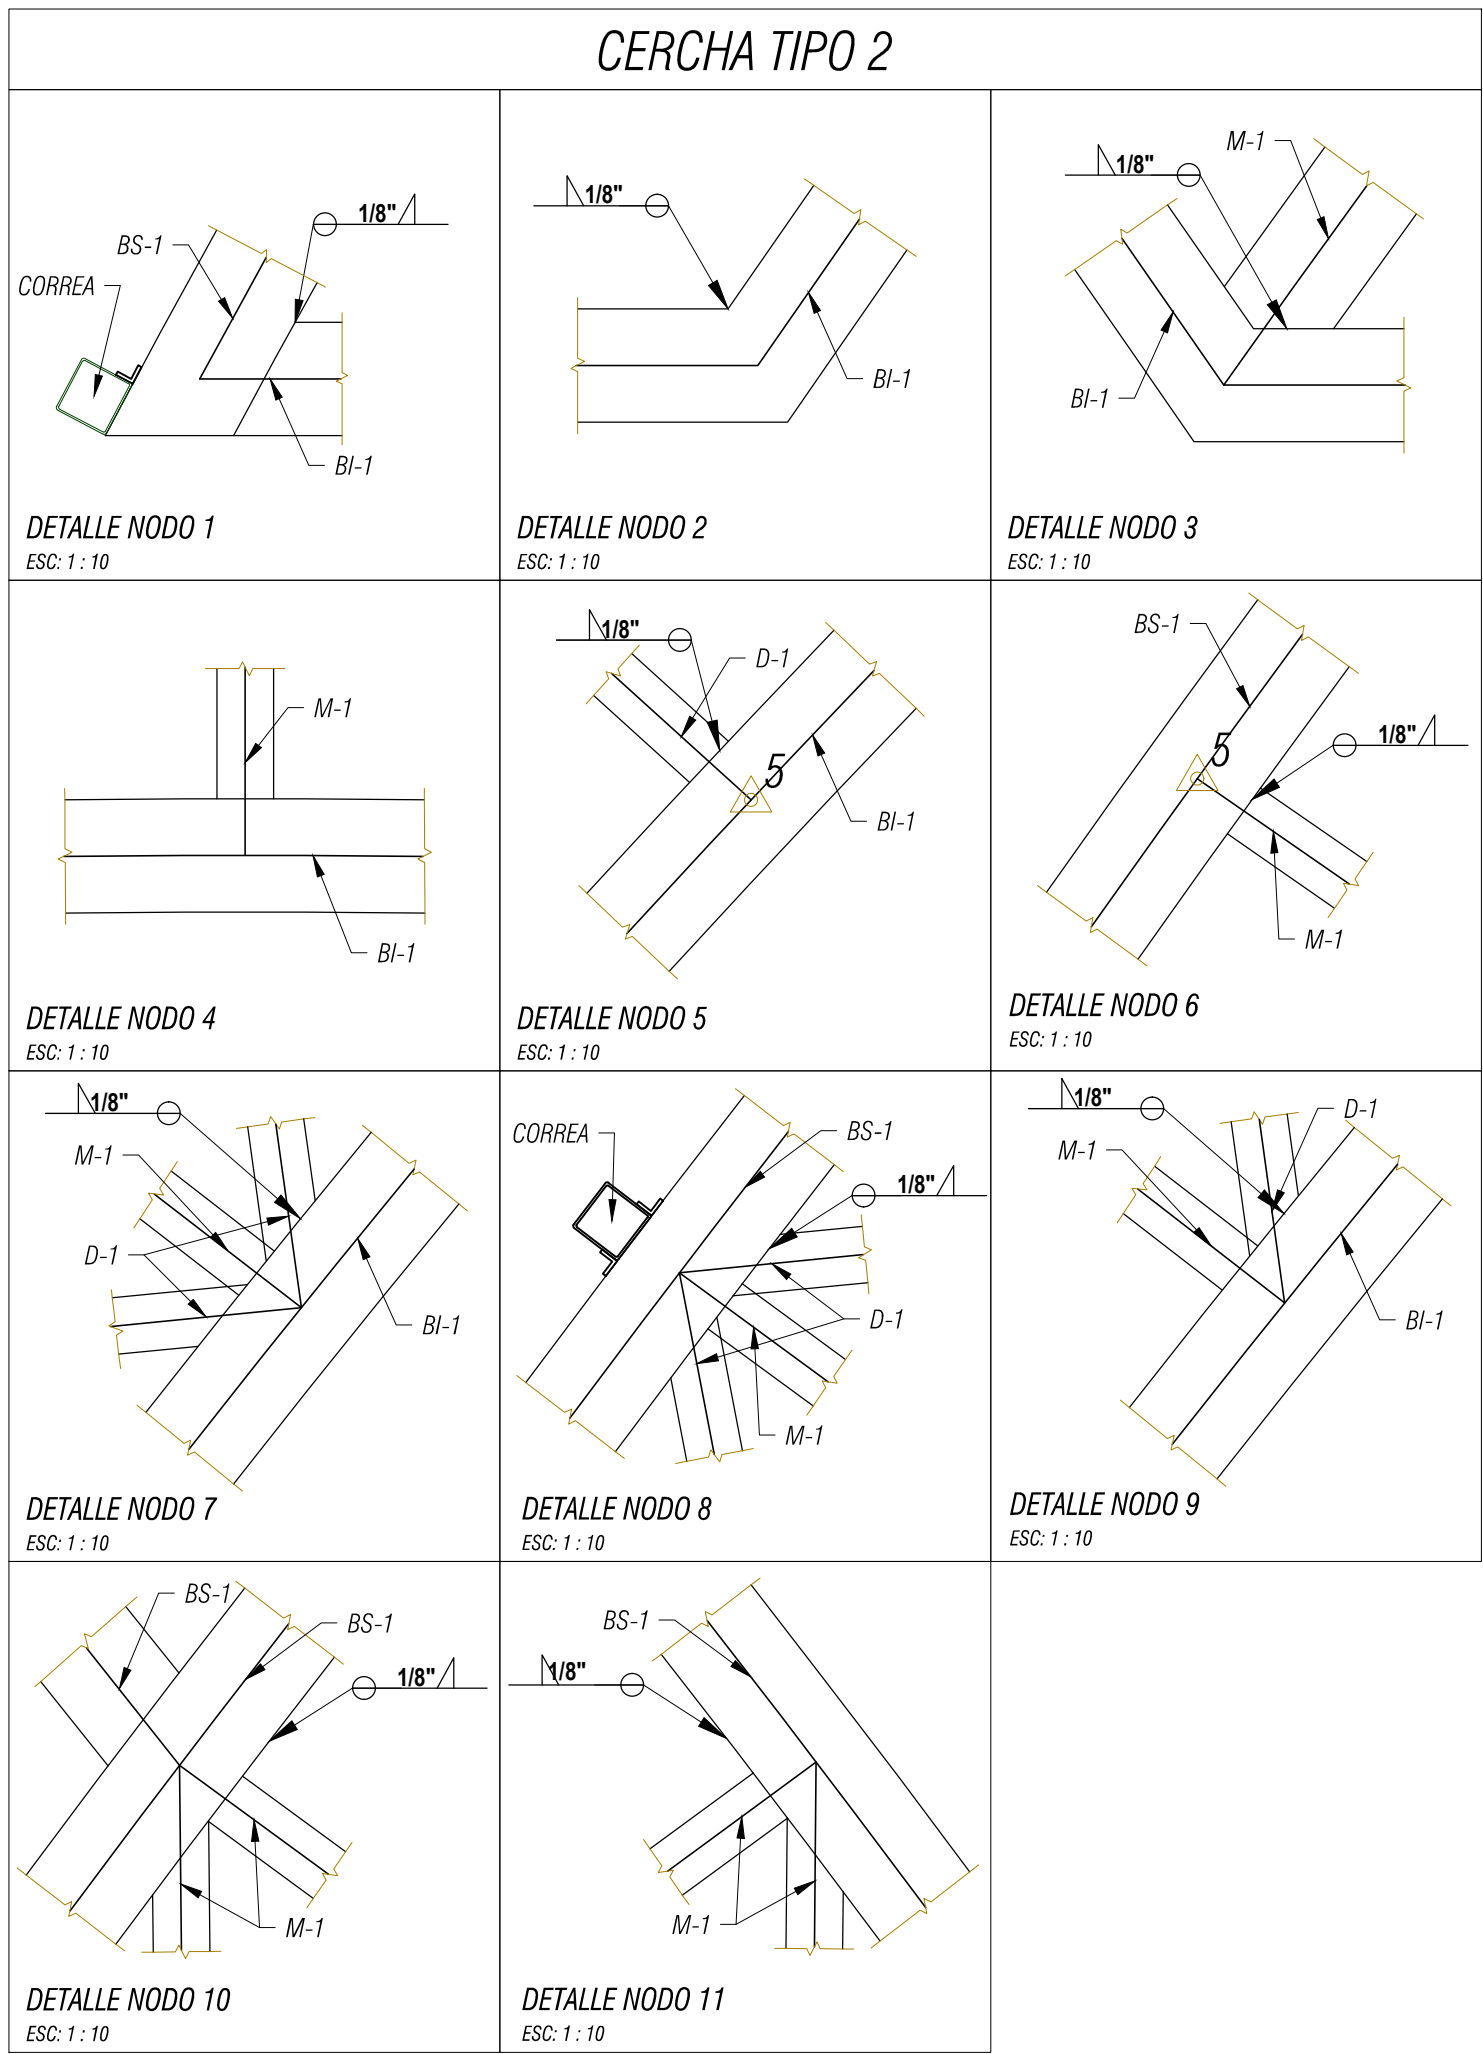 CERCHA TIPO 2
1/8"
BS-1
CORREA
BI-1
DETALLE NODO 1
ESC: 1 : 10
1/8"
BI-1
DETALLE NODO 2
ESC: 1 : 10
M-1
1/8"
BI-1
DETALLE NODO 3
ESC: 1 : 10
M-1
BI-1
DETALLE NODO 4
ESC: 1 : 10
1/8"
D-1
5
BI-1
DETALLE NODO 5
ESC: 1 : 10
BS-1
5
1/8"
M-1
DETALLE NODO 6
ESC: 1 : 10
1/8"
M-1
D-1
BI-1
DETALLE NODO 7
ESC: 1 : 10
CORREA
BS-1
1/8"
D-1
M-1
DETALLE NODO 8
ESC: 1 : 10
1/8"
D-1
M-1
BI-1
DETALLE NODO 9
ESC: 1 : 10
BS-1
BS-1
1/8"
M-1
DETALLE NODO 10
ESC: 1 : 10
BS-1
1/8"
M-1
DETALLE NODO 11
ESC: 1 : 10